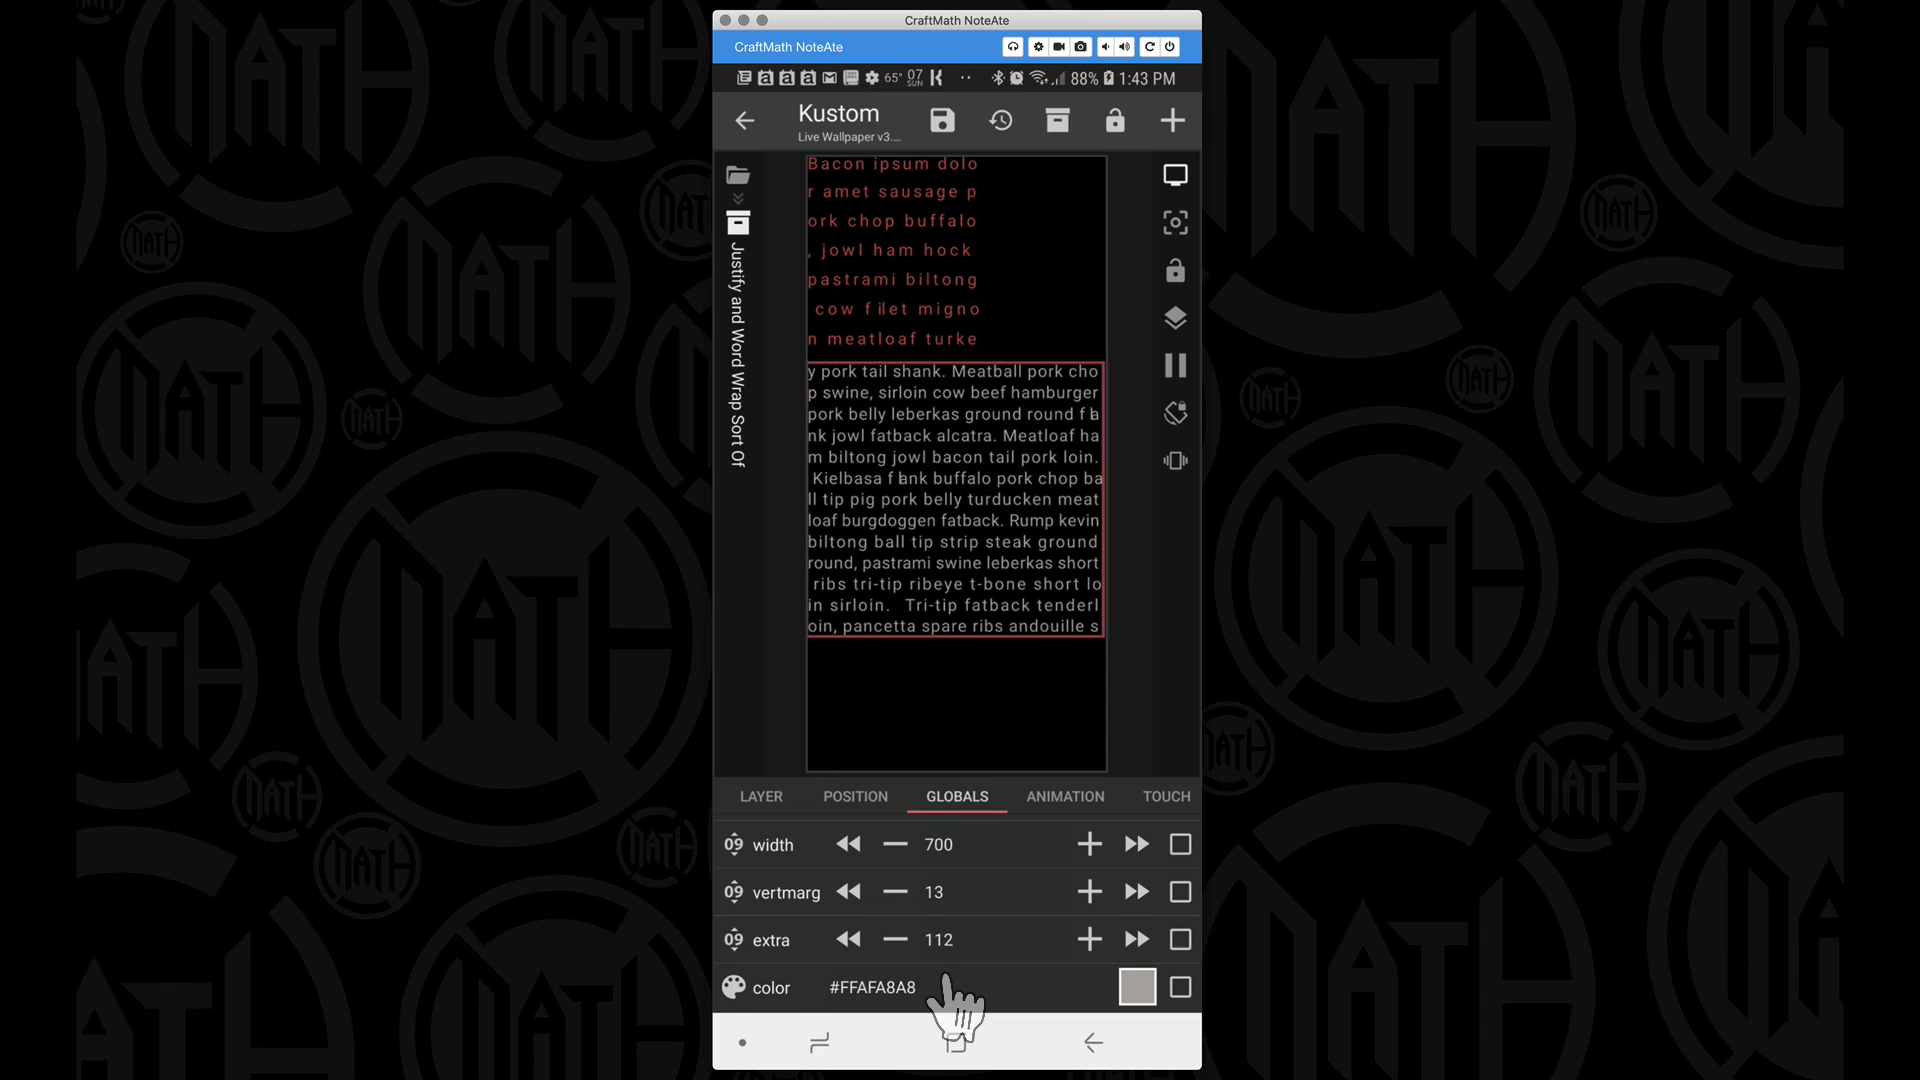 CraftMath NoteAte
CraftMath NoteAte
65° 07 SUN 88% 1:43 PM
Kustom
Live Wallpaper v3....
Justify and Word Wrap Sort Of
Bacon ipsum dolo
r amet sausage p
ork chop buffalo
, jowl ham hock
pastrami biltong
cow filet migno
n meatloaf turke
y pork tail shank. Meatball pork cho
p swine, sirloin cow beef hamburger
pork belly leberkas ground round fla
nk jowl fatback alcatra. Meatloaf ha
m biltong jowl bacon tail pork loin.
Kielbasa flank buffalo pork chop ba
ll tip pig pork belly turducken meat
loaf burgdoggen fatback. Rump kevin
biltong ball tip strip steak ground
round, pastrami swine leberkas short
ribs tri-tip ribeye t-bone short lo
in sirloin. Tri-tip fatback tenderl
oin, pancetta spare ribs andouille s
LAYER POSITION GLOBALS ANIMATION TOUCH
09 width 700
09 vertmarg 13
09 extra 112
color #FFAFA8A8
MATH